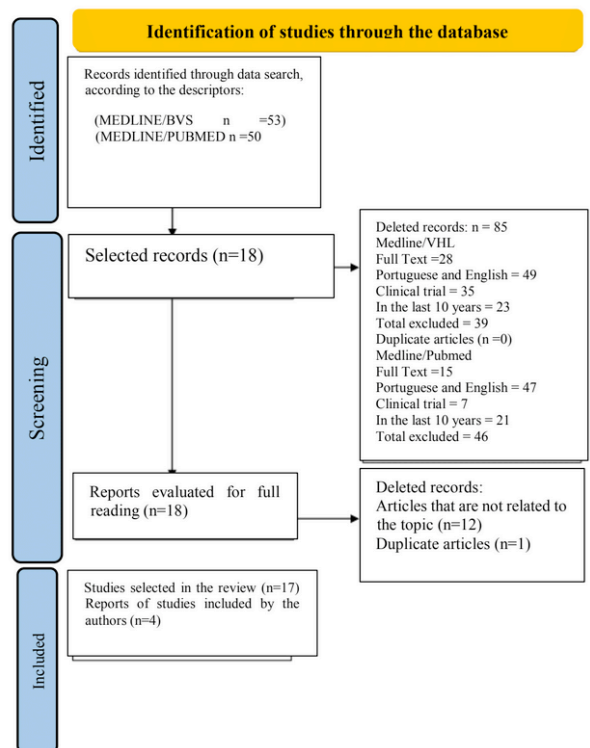 Identification of studies through the database
Identified
Records identified through data search,
according to the descriptors:
(MEDLINE/BVS n =53)
(MEDLINE/PUBMED n =50
Screening
Selected records (n=18)
Deleted records: n = 85
Medline/VHL
Full Text =28
Portuguese and English = 49
Clinical trial = 35
In the last 10 years = 23
Total excluded = 39
Duplicate articles (n =0)
Medline/Pubmed
Full Text =15
Portuguese and English = 47
Clinical trial = 7
In the last 10 years = 21
Total excluded = 46
Reports evaluated for full
reading (n=18)
Deleted records:
Articles that are not related to
the topic (n=12)
Duplicate articles (n=1)
Included
Studies selected in the review (n=17)
Reports of studies included by the
authors (n=4)